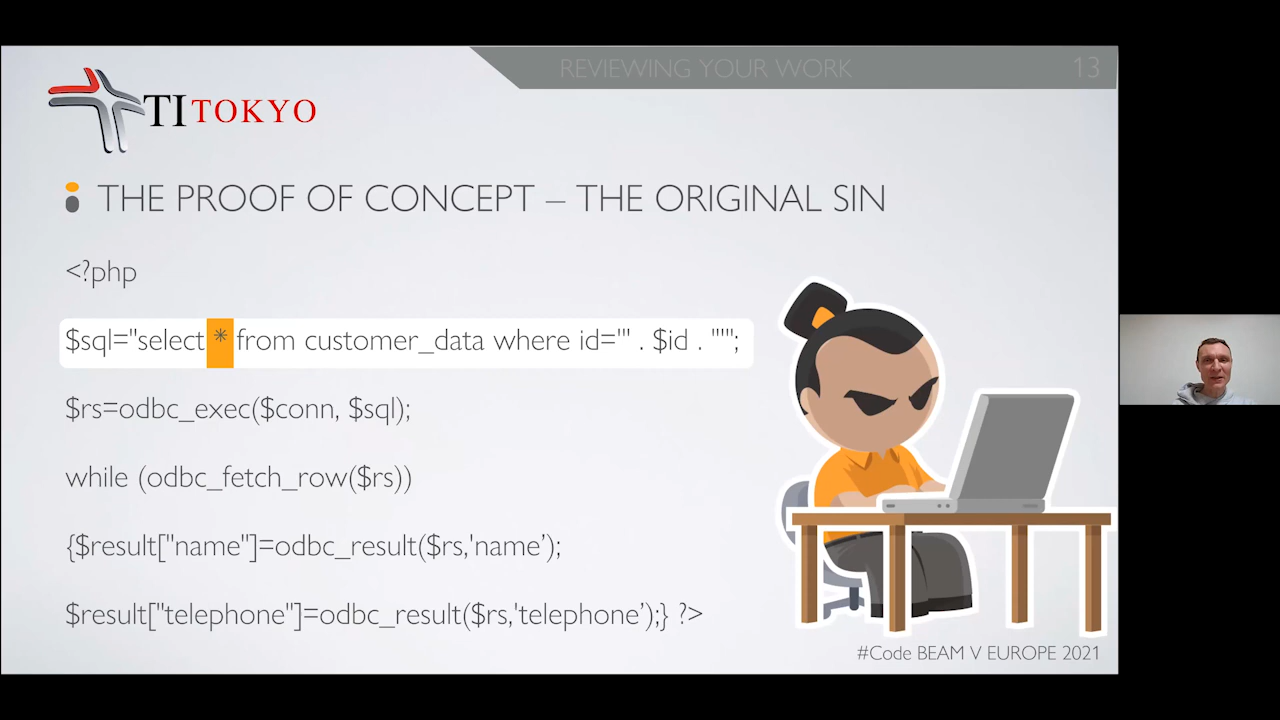 REVIEWING YOUR WORK 13
TI TOKYO
THE PROOF OF CONCEPT – THE ORIGINAL SIN
<?php
$sql="select * from customer_data where id='" . $id . "'";
$rs=odbc_exec($conn, $sql);
while (odbc_fetch_row($rs))
{$result["name"]=odbc_result($rs,'name’);
$result["telephone"]=odbc_result($rs,'telephone’);} ?>
#Code BEAM V EUROPE 2021